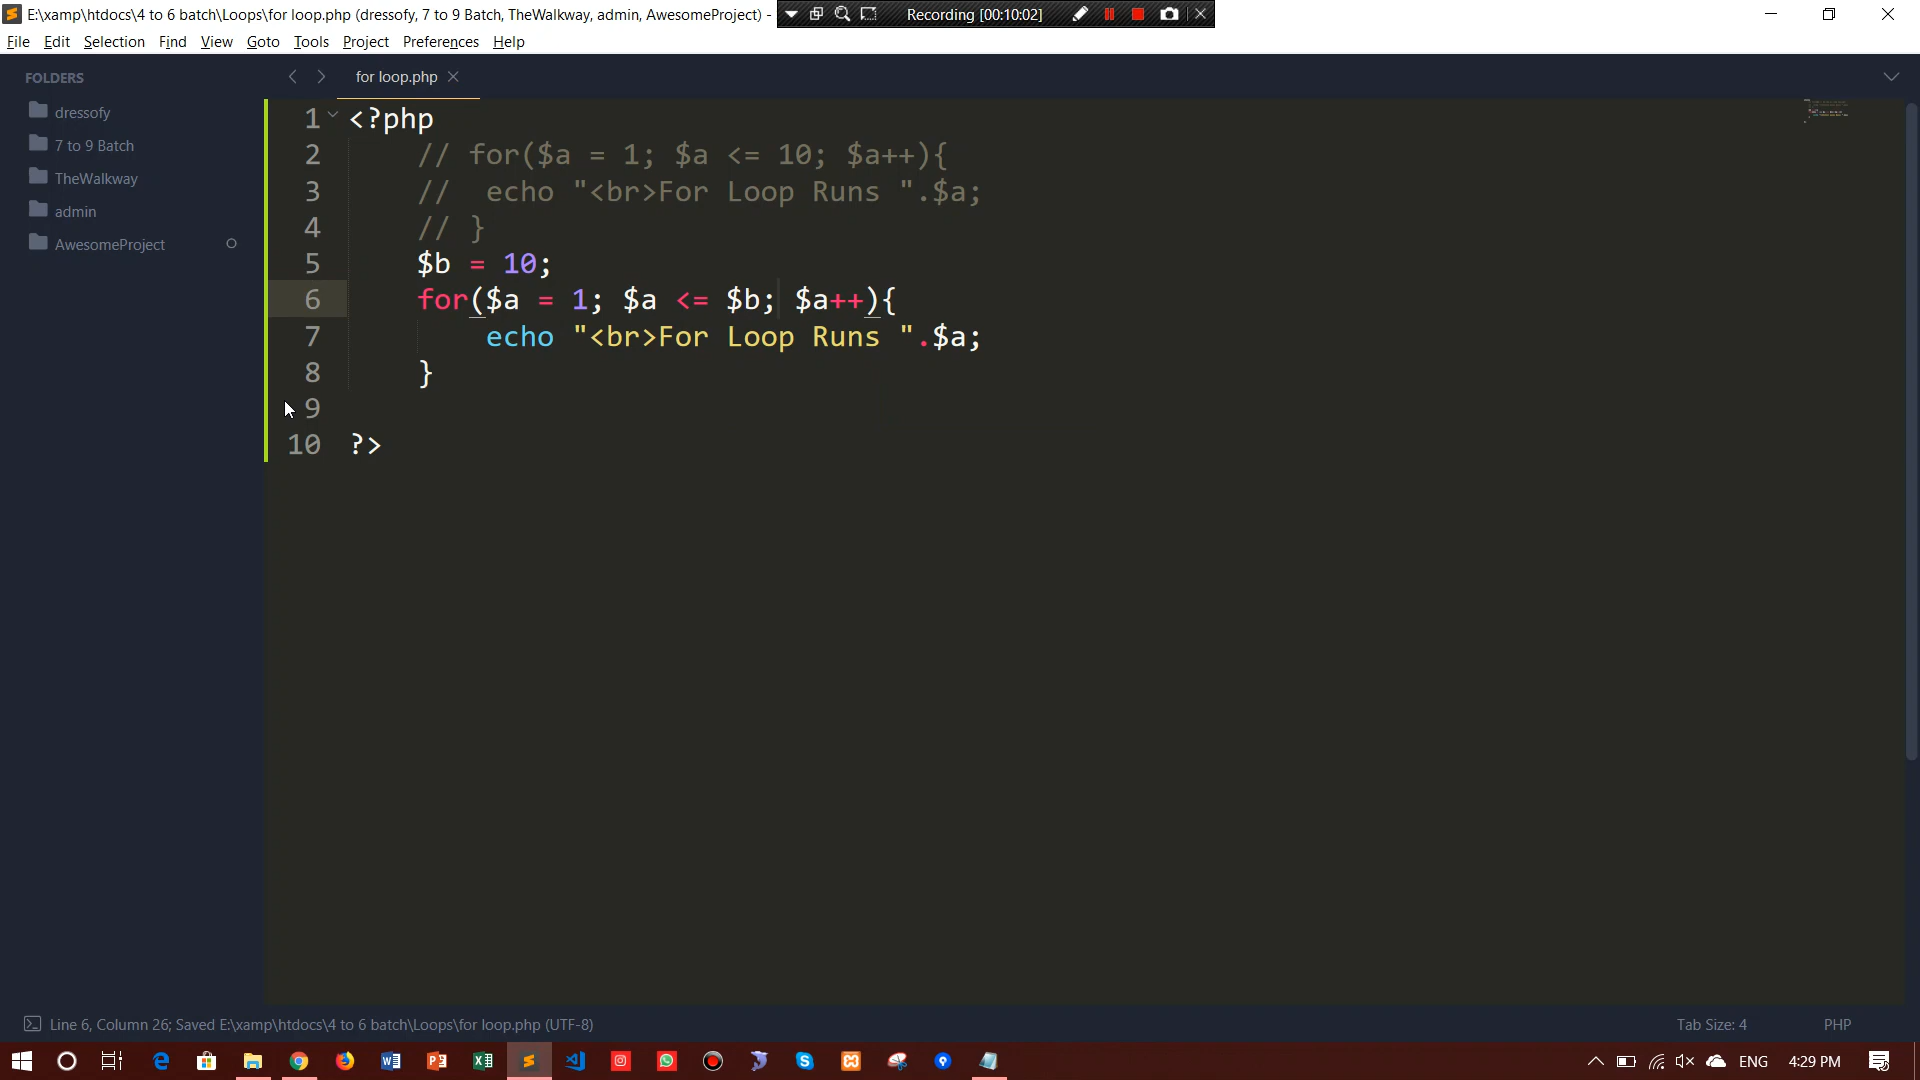 E:\xamp\htdocs\4 to 6 batch\Loops\for loop.php (dressofy, 7 to 9 Batch, TheWalkway, admin, AwesomeProject) -
Recording [00:10:02]
File Edit Selection Find View Goto Tools Project Preferences Help
FOLDERS
dressofy
7 to 9 Batch
TheWalkway
admin
AwesomeProject
for loop.php
1 <?php
2 // for($a = 1; $a <= 10; $a++){
3 // echo "<br>For Loop Runs ".$a;
4 // }
5 $b = 10;
6 for($a = 1; $a <= $b; $a++){
7 echo "<br>For Loop Runs ".$a;
8 }
9
10 ?>
Line 6, Column 26; Saved E:\xamp\htdocs\4 to 6 batch\Loops\for loop.php (UTF-8)
Tab Size: 4
PHP
ENG
4:29 PM